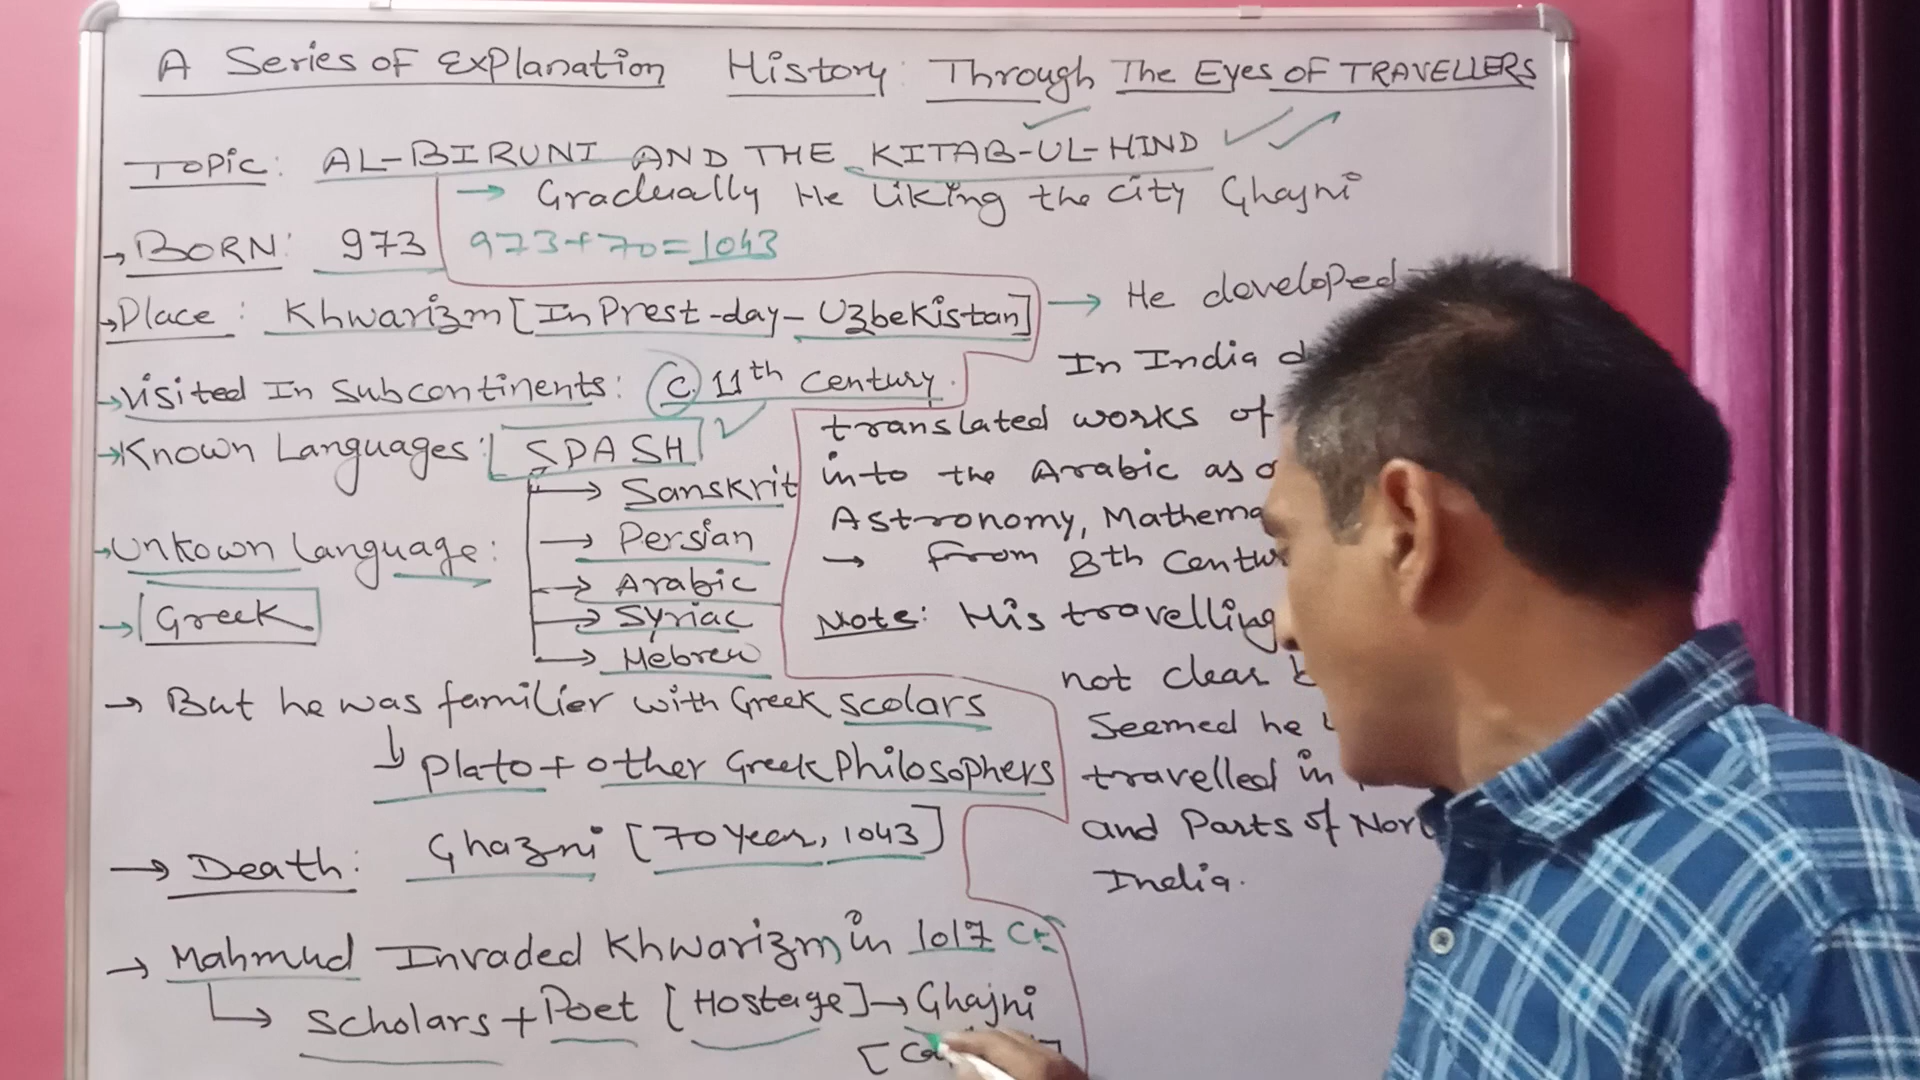 A Series OF Explanation History: Through The Eyes OF TRAVELLERS
Topic: AL-BIRUNI AND THE KITAB-UL-HIND
→ Gradually He liking the city Ghajni
→ BORN: 973
973+70=1043
→ Place: Khwarizm [In Prest-day-Uzbekistan]
→ visited In Subcontinents: C. 11th century.
→ Known Languages: SPASH
→ Sanskrit
→ Persian
→ Arabic
→ Syriac
→ Hebrew
→ Unkown language:
→ Greek
→ But he was familier with Greek scolars
Plato + other Greek Philosophers
→ Death: Ghazni [70 Year, 1043]
→ Mahmud Invaded Khwarizm in 1017 CE
→ Scholars + Poet [Hostage] → Ghajni
→ He developed
In India
translated works of
into the Arabic as
Astronomy,
→ From 8th
Note: His travelling
not clear
Seemed he
travelled in
and Parts of
India.